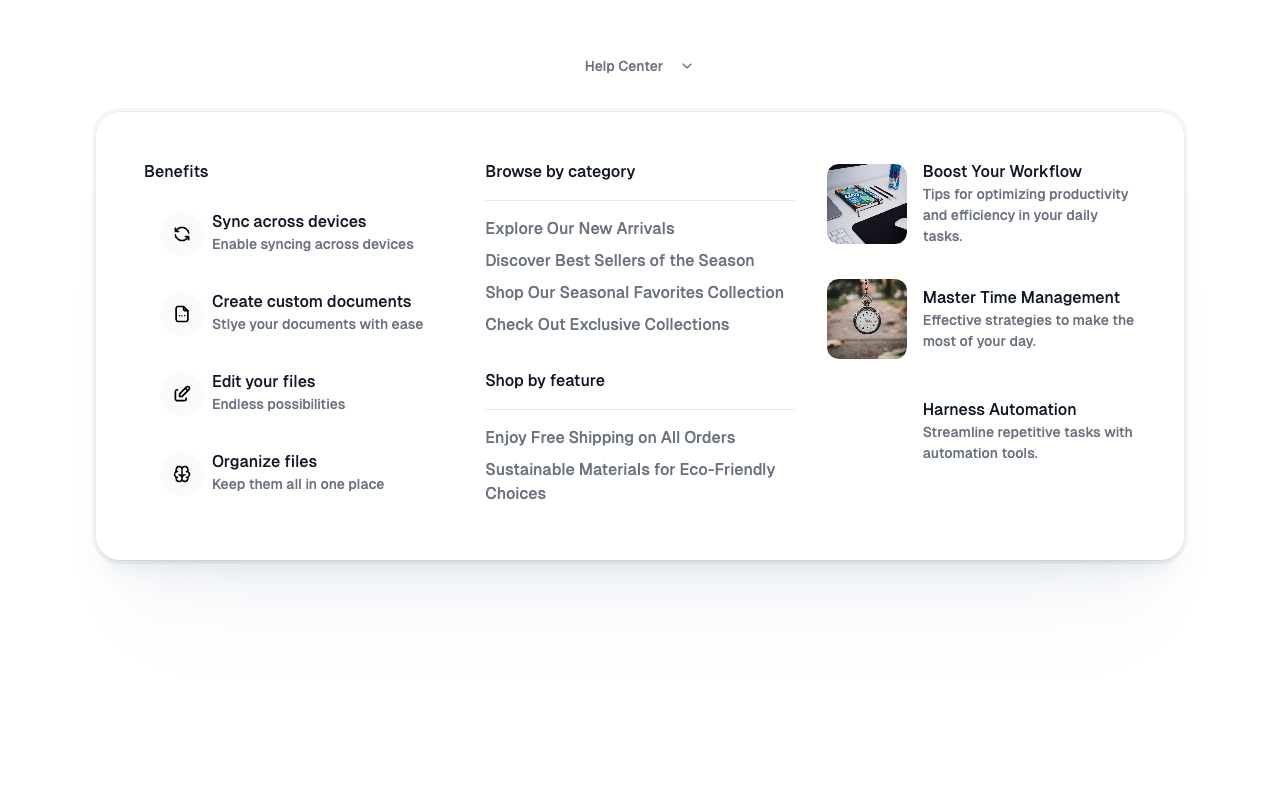 Help Center
Benefits
Sync across devices
Enable syncing across devices
Create custom documents
Stlye your documents with ease
Edit your files
Endless possibilities
Organize files
Keep them all in one place
Browse by category
Explore Our New Arrivals
Discover Best Sellers of the Season
Shop Our Seasonal Favorites Collection
Check Out Exclusive Collections
Shop by feature
Enjoy Free Shipping on All Orders
Sustainable Materials for Eco-Friendly
Choices
Boost Your Workflow
Tips for optimizing productivity
and efficiency in your daily
tasks.
Master Time Management
Effective strategies to make the
most of your day.
Harness Automation
Streamline repetitive tasks with
automation tools.